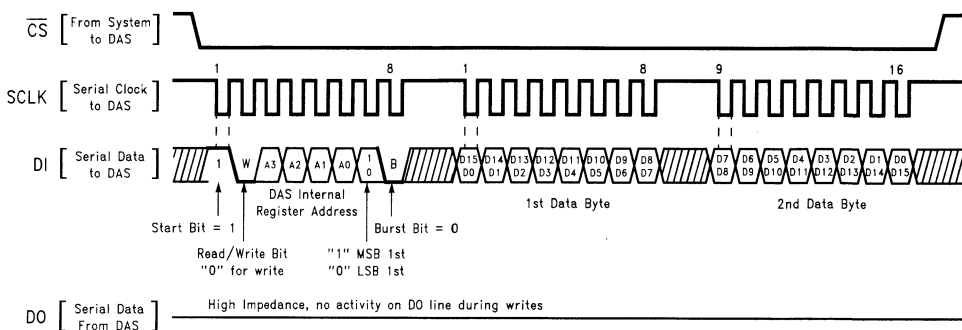 CS [ From System to DAS ]
1 8 1 8 9 16
SCLK [ Serial Clock to DAS ]
DI [ Serial Data to DAS ]
1 W A3 A2 A1 A0 1 0 B
D15 D14 D13 D12 D11 D10 D9 D8
D0 D1 D2 D3 D4 D5 D6 D7
D7 D6 D5 D4 D3 D2 D1 D0
D8 D9 D10 D11 D12 D13 D14 D15
DAS Internal
Register Address
1st Data Byte
2nd Data Byte
Start Bit = 1
Burst Bit = 0
Read/Write Bit
"0" for write
"1" MSB 1st
"0" LSB 1st
DO [ Serial Data From DAS ]
High Impedance, no activity on DO line during writes